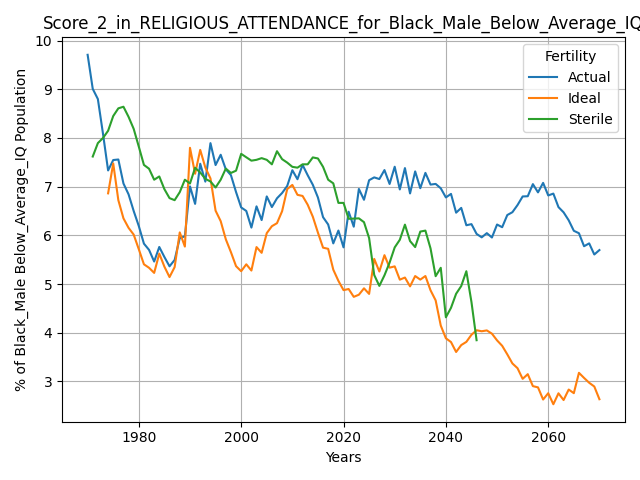 Score_2_in_RELIGIOUS_ATTENDANCE_for_Black_Male_Below_Average_IQ
10
9
8
7
6
5
4
3
% of Black_Male Below_Average_IQ Population
Fertility
Actual
Ideal
Sterile
1980
2000
2020
2040
2060
Years